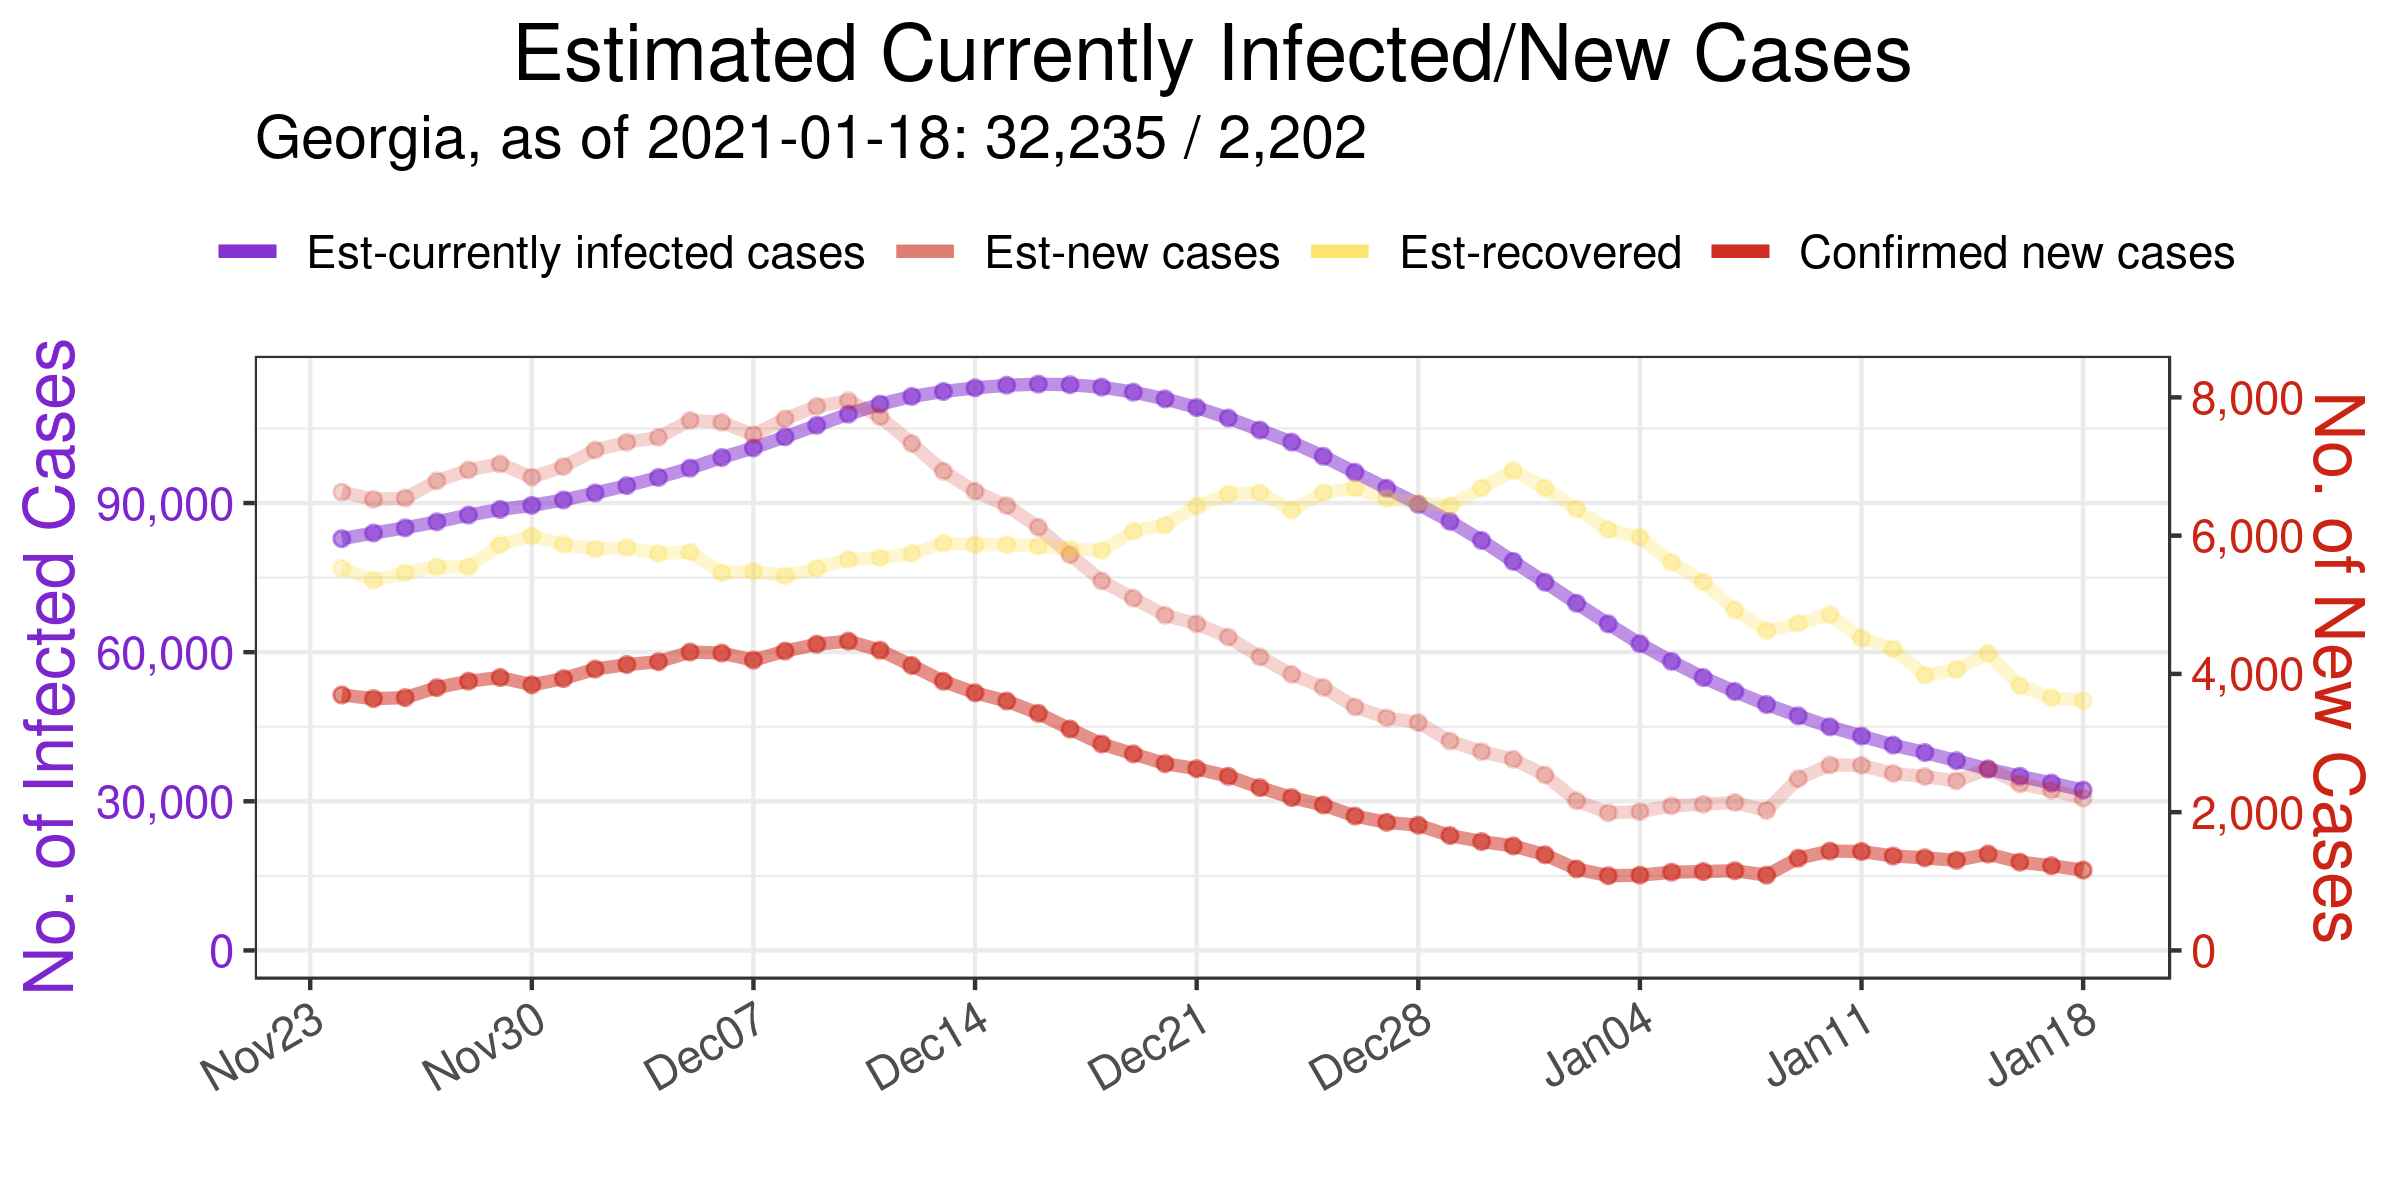 Estimated Currently Infected/New Cases
Georgia, as of 2021-01-18: 32,235 / 2,202
Est-currently infected cases Est-new cases Est-recovered Confirmed new cases
No. of Infected Cases
90,000
60,000
30,000
0
8,000
6,000
4,000
2,000
0
No. of New Cases
Nov23 Nov30 Dec07 Dec14 Dec21 Dec28 Jan04 Jan11 Jan18